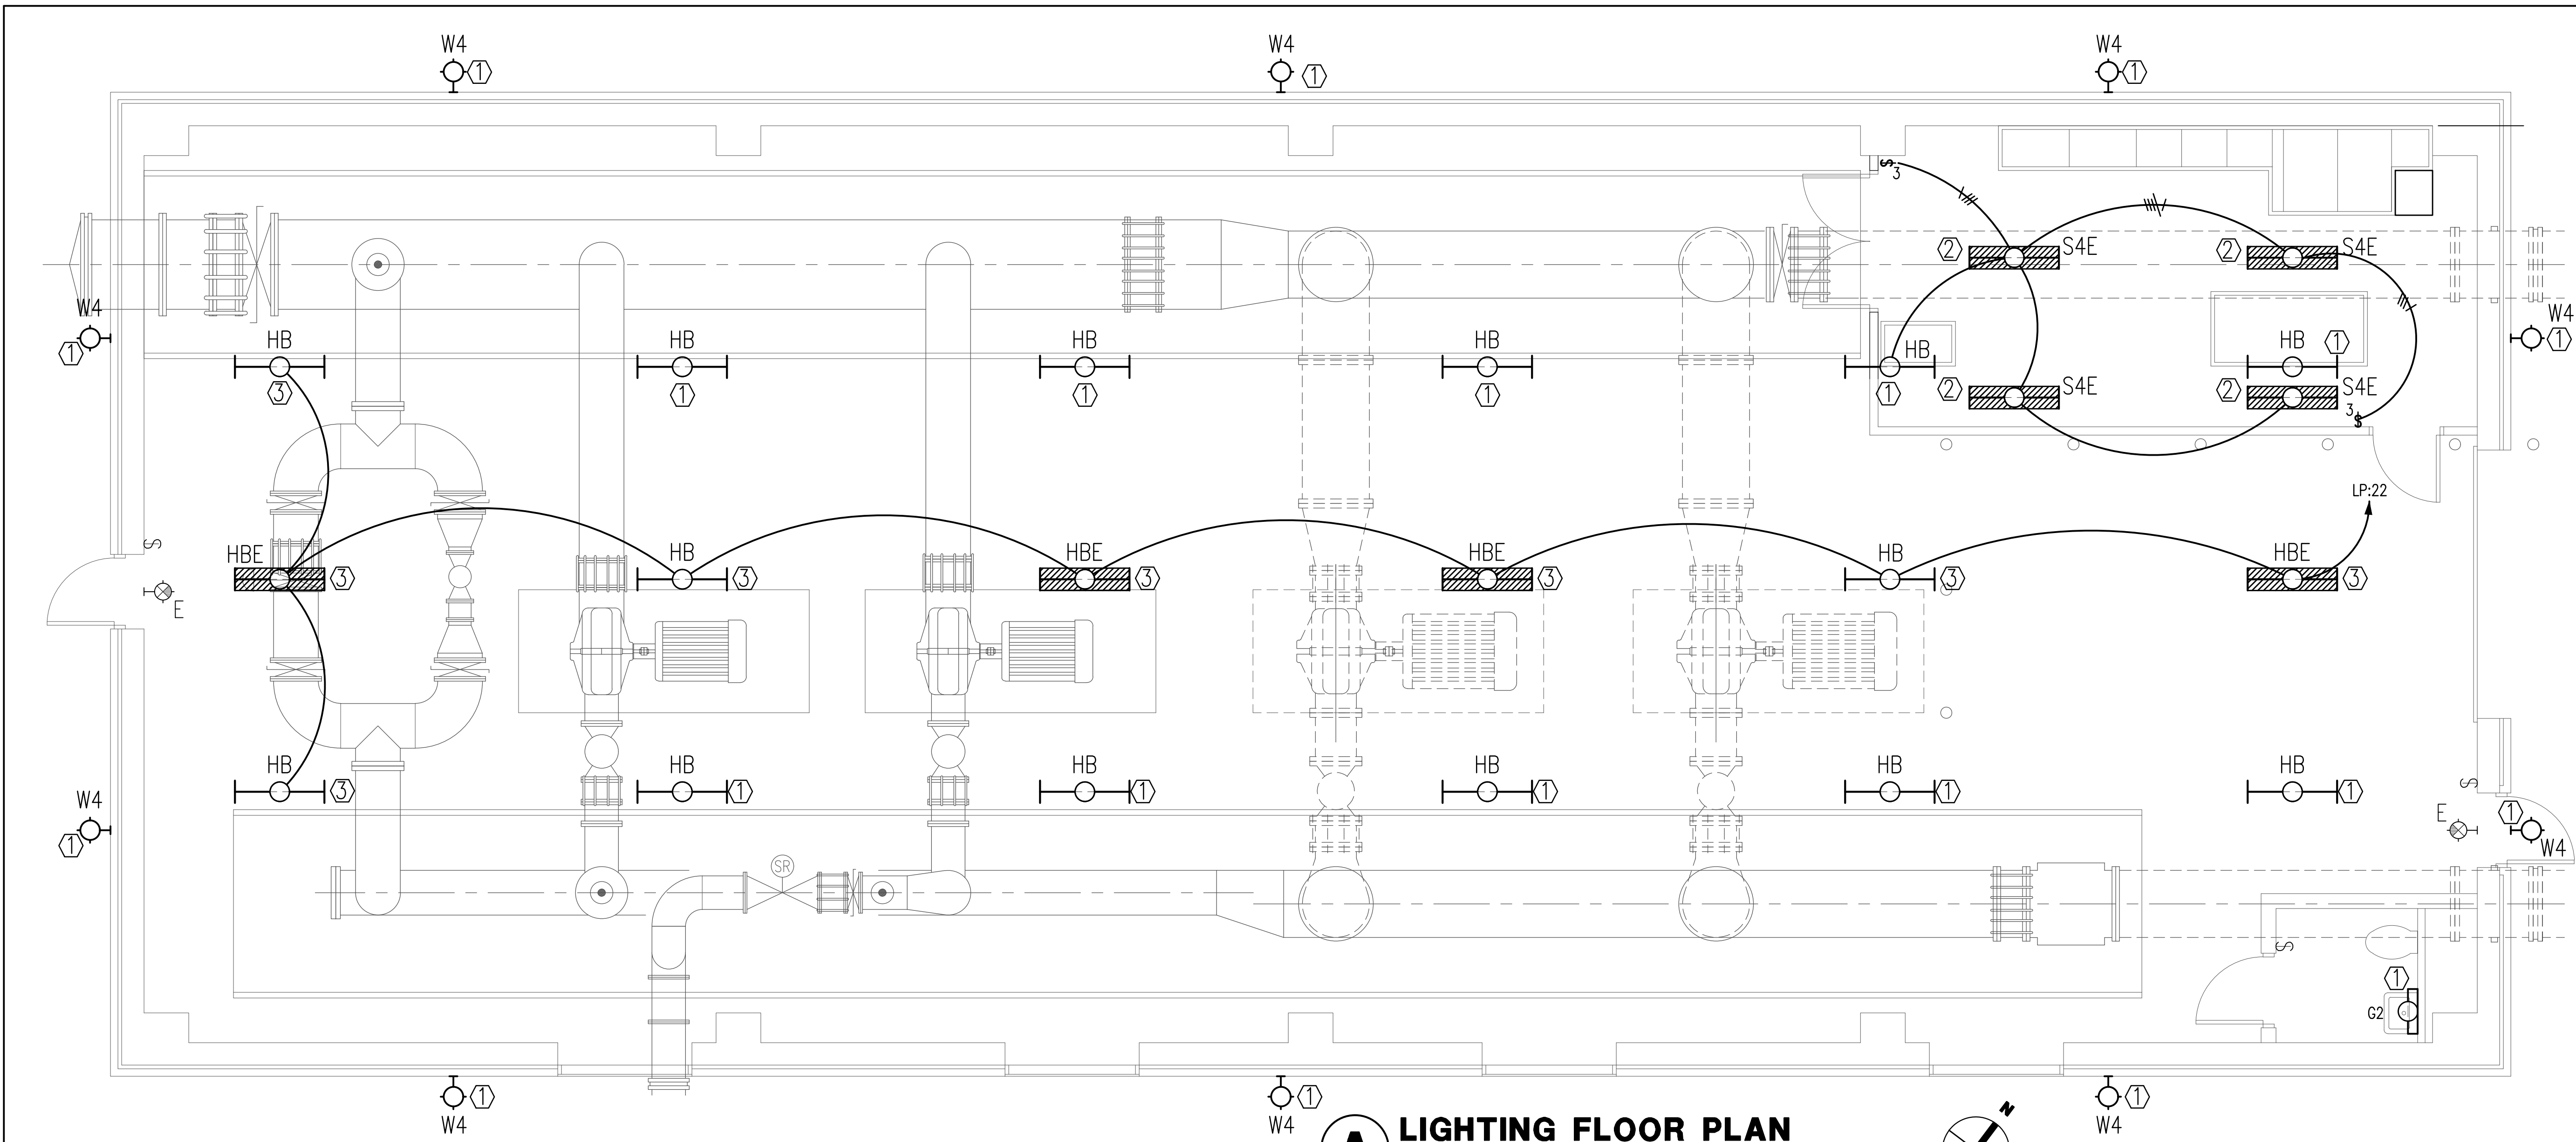 W4 W4 W4
1 1 1
$ 3
2 S4E 2 S4E
W4 W4
1 1
HB HB HB HB HB HB 1
3 1 1 1 1
2 S4E 2 S4E
3 $
LP:22
S
HBE HB HBE HBE HB HBE
3 3 3 3 3 3
E
HB HB HB HB HB HB
3 1 1 1 1 1
S
W4 E 1
1 W4
SR
S
1
G2
1 1 1
W4 W4 W4
A LIGHTING FLOOR PLAN
N